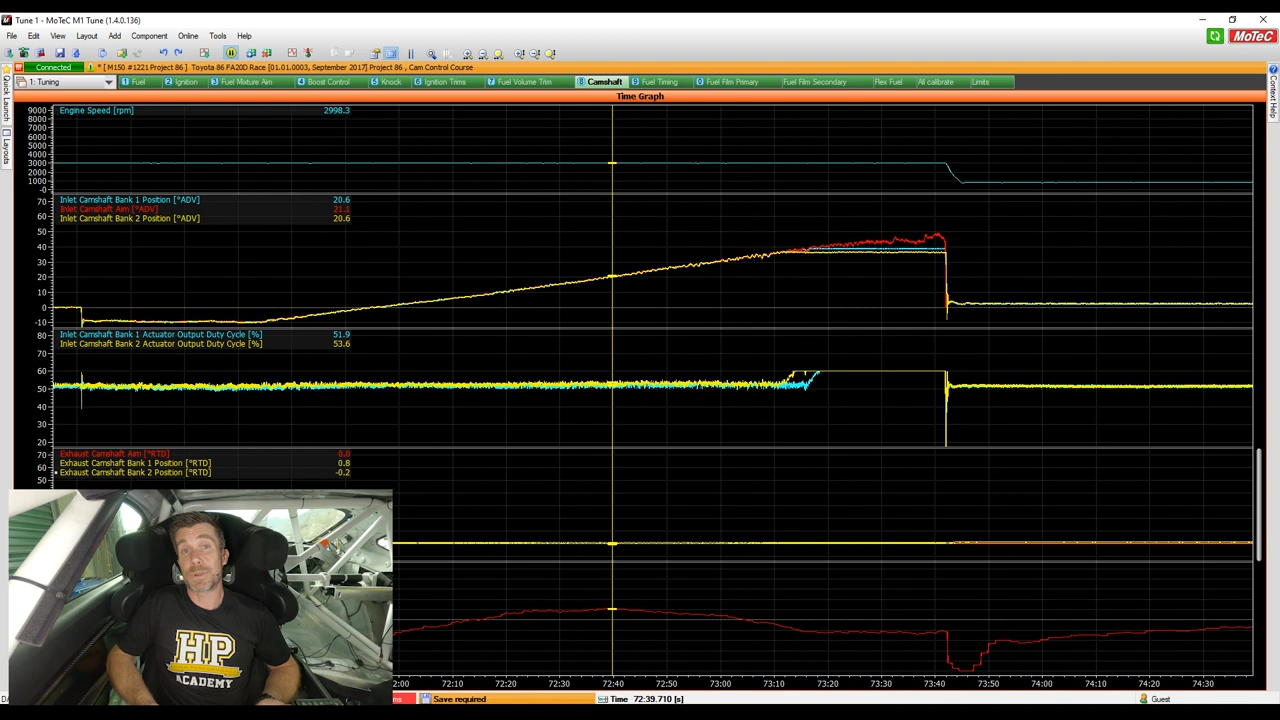 Tune 1 - MoTeC M1 Tune (1.4.0.136)
File Edit View Layout Add Component Online Tools Help
MoTeC
Connected * [M150 #1221 Project 86] Toyota 86 FA20D Race [01.01.0003, September 2017] Project 86 , Cam Control Course
1: Tuning 1 Fuel 2 Ignition 3 Fuel Mixture Aim 4 Boost Control 5 Knock 6 Ignition Trims 7 Fuel Volume Trim 8 Camshaft 9 Fuel Timing 0 Fuel Film Primary Fuel Film Secondary Flex Fuel All calibrate Limits
Quick Launch
Layouts
Context Help
Time Graph
Engine Speed [rpm] 2998.3
9000
8000
7000
6000
5000
4000
3000
2000
1000
-0
Inlet Camshaft Bank 1 Position [°ADV] 20.6
Inlet Camshaft Aim [°ADV] 21.1
Inlet Camshaft Bank 2 Position [°ADV] 20.6
70
60
50
40
30
20
10
0
-10
Inlet Camshaft Bank 1 Actuator Output Duty Cycle [%] 51.9
Inlet Camshaft Bank 2 Actuator Output Duty Cycle [%] 53.6
80
70
60
50
40
30
20
Exhaust Camshaft Aim [°RTD] 0.0
Exhaust Camshaft Bank 1 Position [°RTD] 0.8
Exhaust Camshaft Bank 2 Position [°RTD] -0.2
70
60
50
HP
ACADEMY
72:20 72:30 72:40 72:50 73:00 73:10 73:20 73:30 73:40 73:50 74:00 74:10 74:20 74:30
Save required Time 72:39.710 [s] Guest